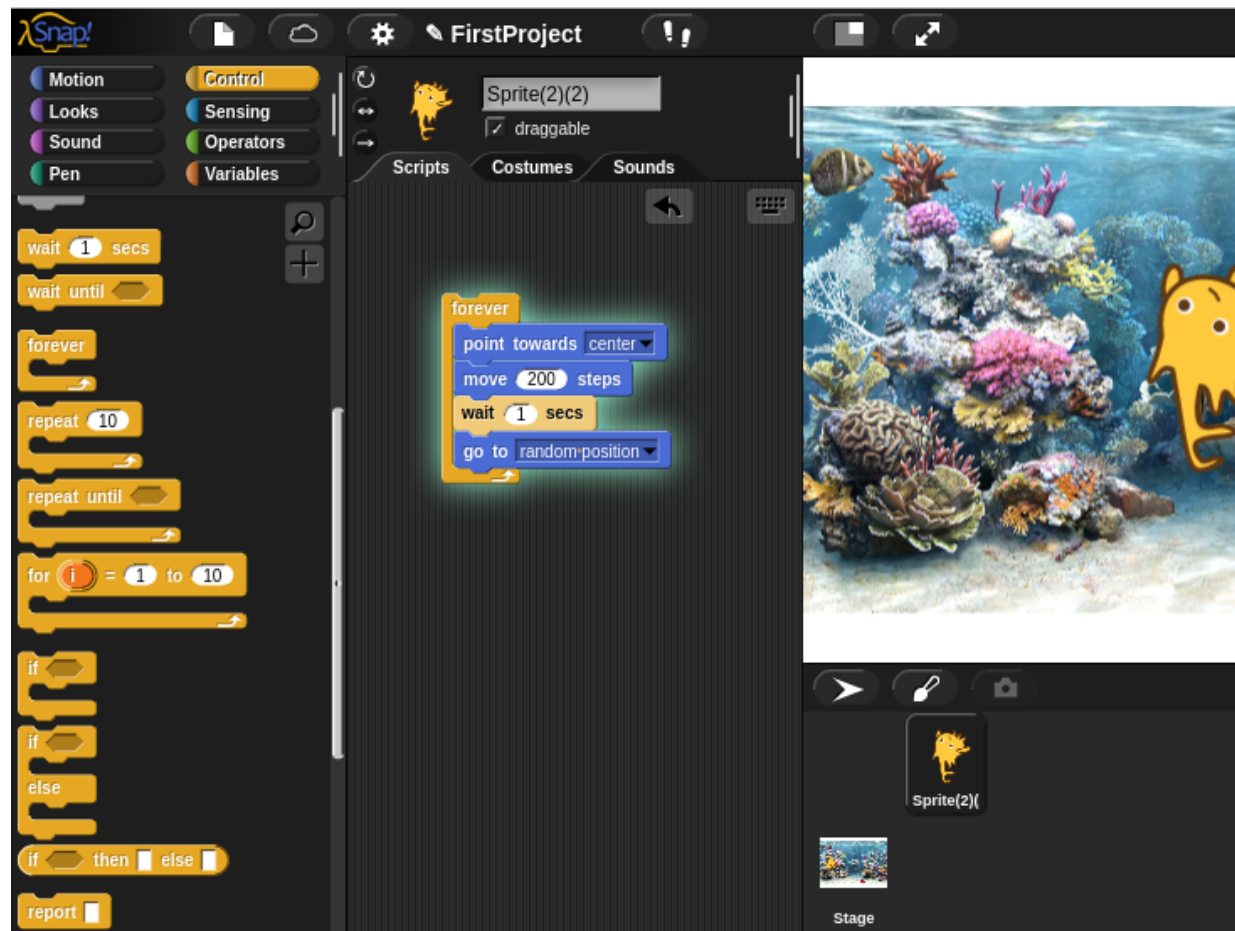 λSnap!
✎ FirstProject
Motion
Control
Looks
Sensing
Sound
Operators
Pen
Variables
wait 1 secs
wait until
forever
repeat 10
repeat until
for i = 1 to 10
if
if
else
if then else
report
Sprite(2)(2)
✓ draggable
Scripts
Costumes
Sounds
forever
point towards center
move 200 steps
wait 1 secs
go to random position
Sprite(2)(
Stage